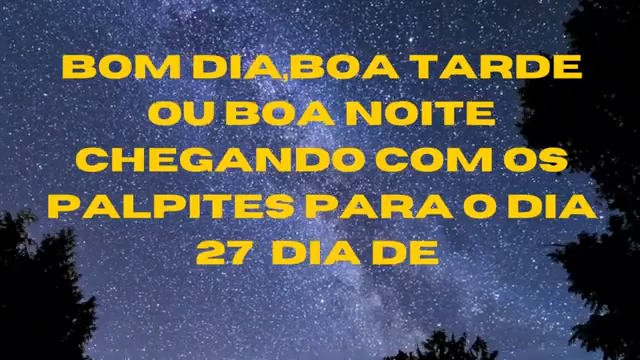 BOM DIA,BOA TARDE
OU BOA NOITE
CHEGANDO COM OS
PALPITES PARA O DIA
27 DIA DE